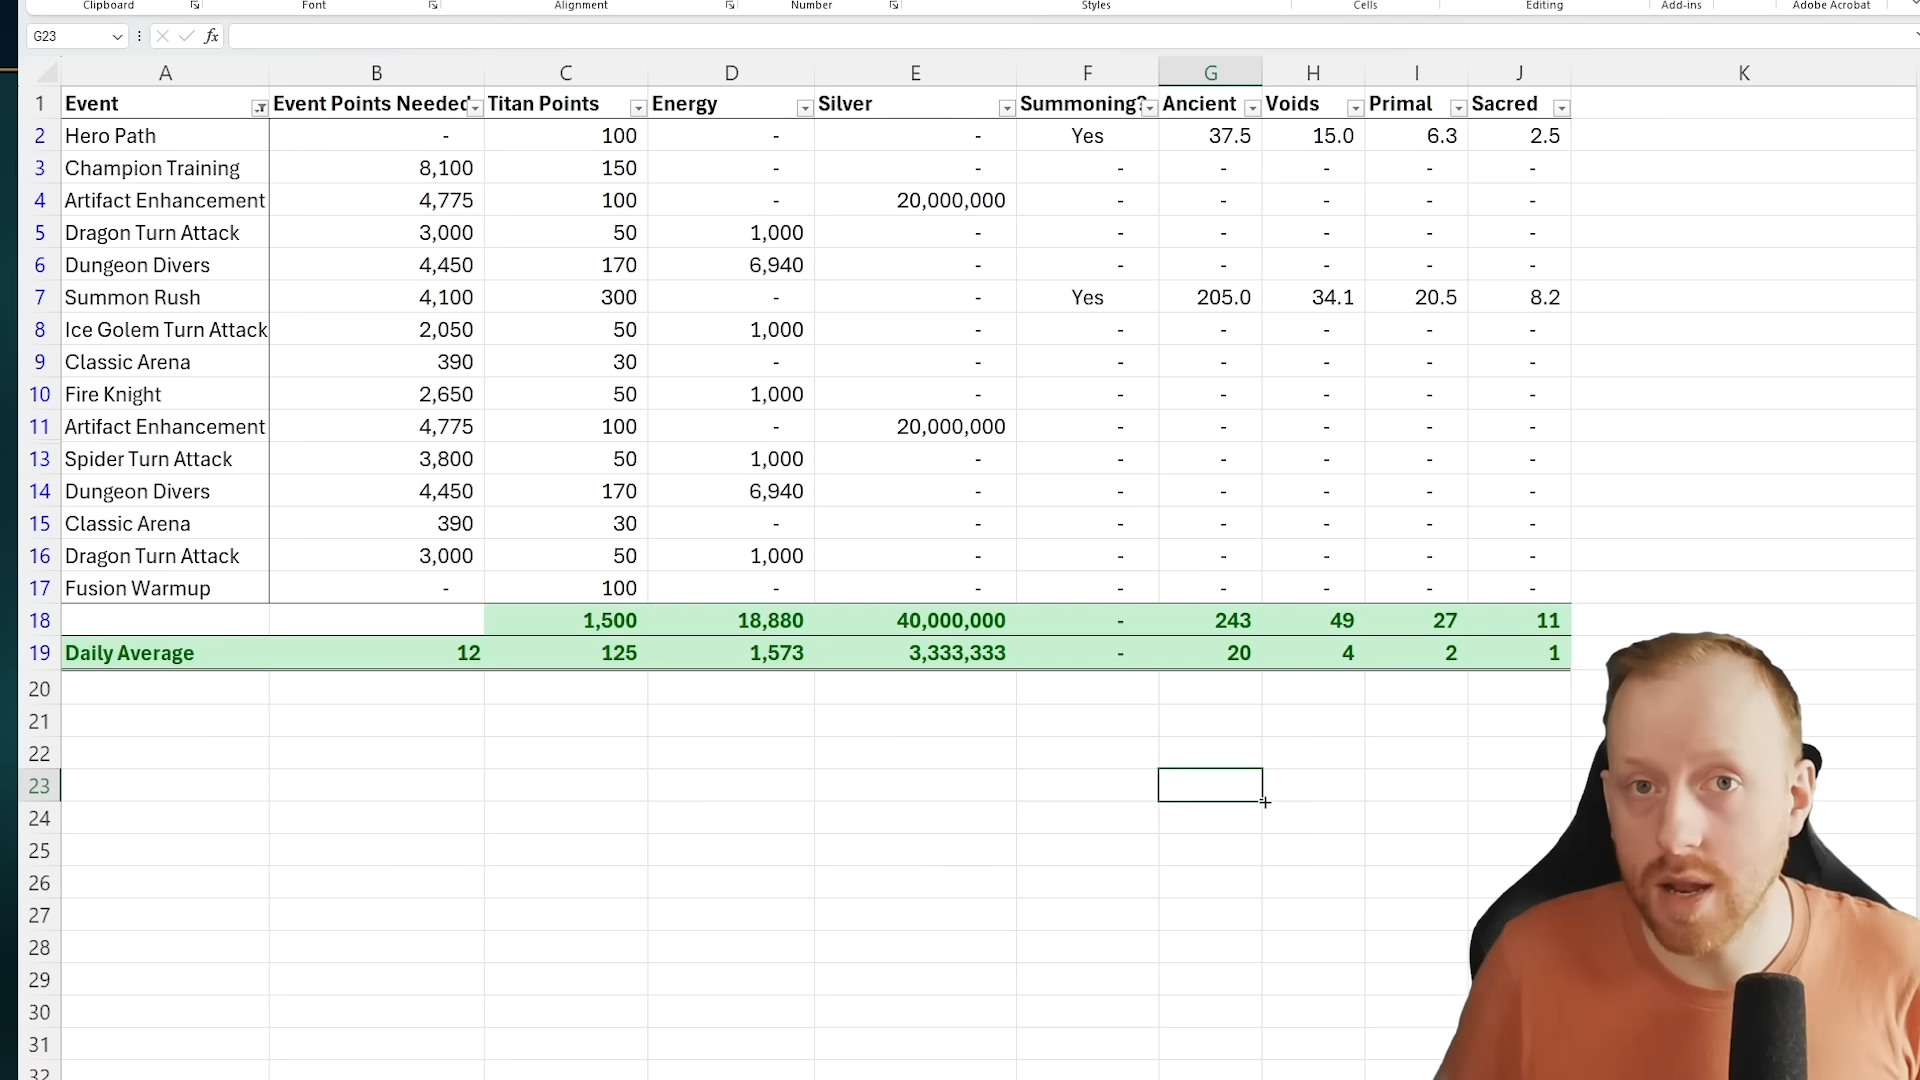 Clipboard Font Alignment Number Styles Cells Editing Add-ins Adobe Acrobat
G23 fx
A B C D E F G H I J K
1 Event Event Points Needed Titan Points Energy Silver Summoning? Ancient Voids Primal Sacred
2 Hero Path - 100 - - Yes 37.5 15.0 6.3 2.5
3 Champion Training 8,100 150 - - - - - - -
4 Artifact Enhancement 4,775 100 - 20,000,000 - - - - -
5 Dragon Turn Attack 3,000 50 1,000 - - - - - -
6 Dungeon Divers 4,450 170 6,940 - - - - - -
7 Summon Rush 4,100 300 - - Yes 205.0 34.1 20.5 8.2
8 Ice Golem Turn Attack 2,050 50 1,000 - - - - - -
9 Classic Arena 390 30 - - - - - - -
10 Fire Knight 2,650 50 1,000 - - - - - -
11 Artifact Enhancement 4,775 100 - 20,000,000 - - - - -
13 Spider Turn Attack 3,800 50 1,000 - - - - - -
14 Dungeon Divers 4,450 170 6,940 - - - - - -
15 Classic Arena 390 30 - - - - - - -
16 Dragon Turn Attack 3,000 50 1,000 - - - - - -
17 Fusion Warmup - 100 - - - - - - -
18 1,500 18,880 40,000,000 - 243 49 27 11
19 Daily Average 12 125 1,573 3,333,333 - 20 4 2 1
20
21
22
23
24
25
26
27
28
29
30
31
32